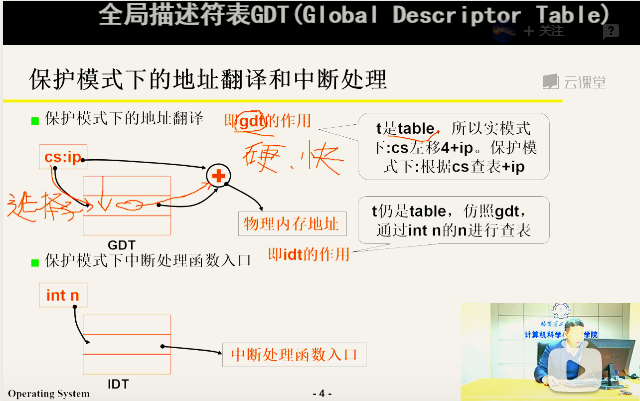 全局描述符表GDT(Global Descriptor Table)
+ 关注
保护模式下的地址翻译和中断处理
云课堂
保护模式下的地址翻译
即gdt的作用
t是table，所以实模式
下:cs左移4+ip。保护模
式下:根据cs查表+ip
硬、快
cs:ip
选择子
GDT
物理内存地址
t仍是table，仿照gdt，
通过int n的n进行查表
即idt的作用
保护模式下中断处理函数入口
int n
中断处理函数入口
IDT
计算机科学
学院
Operating System
- 4 -